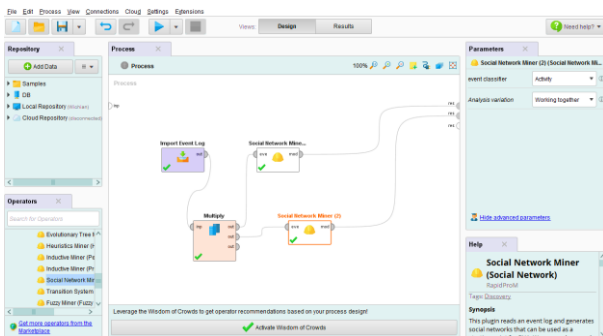 File Edit Process View Connections Cloud Settings Extensions
Views: Design Results Need help?
Repository
Add Data
Samples
DB
Local Repository
Cloud Repository (disconnected)
Operators
Search for Operators
Evolutionary Tree
Heuristics Miner
Inductive Miner
Inductive Miner
Social Network Mi
Transition System
Fuzzy Miner (Fuzzy
Get more operators from the
Marketplace
Process
Process
100%
Process
inp
Import Event Log
out
Social Network Mine...
eve mod
Multiply
inp out
out
out
Social Network Miner (2)
eve mod
res
res
res
Leverage the Wisdom of Crowds to get operator recommendations based on your process design!
Activate Wisdom of Crowds
Parameters
Social Network Miner (2) (Social Network Mi...
event classifier Activity
Analysis variation Working together
Hide advanced parameters
Help
Social Network Miner
(Social Network)
RapidProM
Tags: Discovery
Synopsis
This plugin reads an event log and generates
social networks that can be used as a